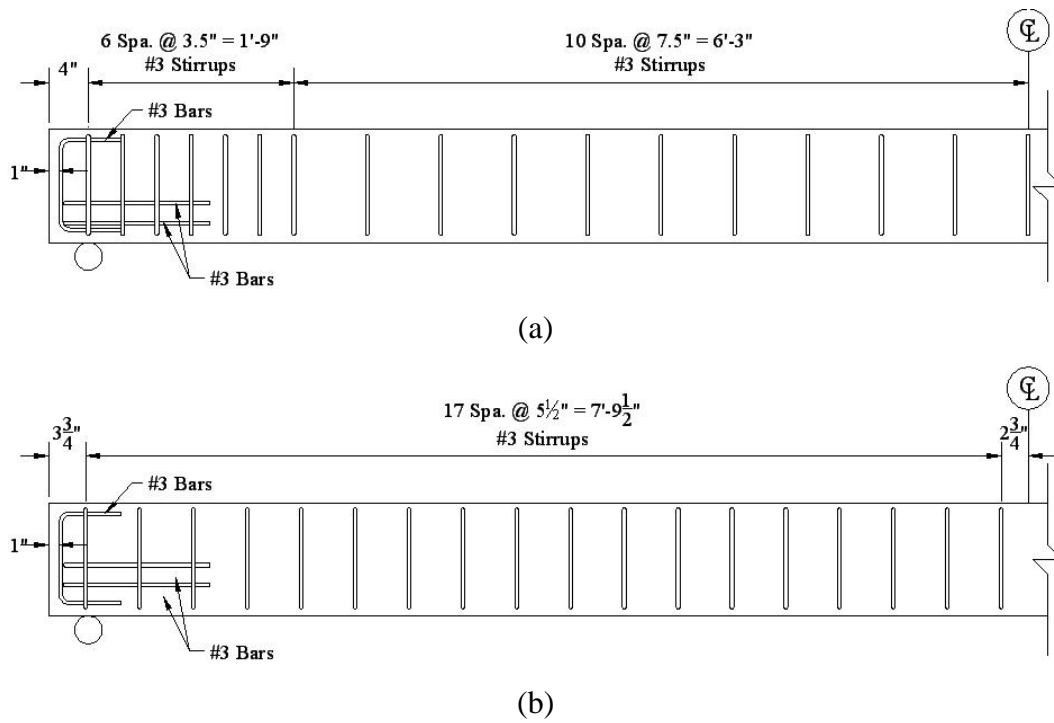 6 Spa. @ 3.5" = 1'-9"
#3 Stirrups
10 Spa. @ 7.5" = 6'-3"
#3 Stirrups
℄
4"
#3 Bars
1"
#3 Bars
(a)
17 Spa. @ 5½" = 7'-9½"
#3 Stirrups
℄
3¾"
2¾"
#3 Bars
1"
#3 Bars
(b)